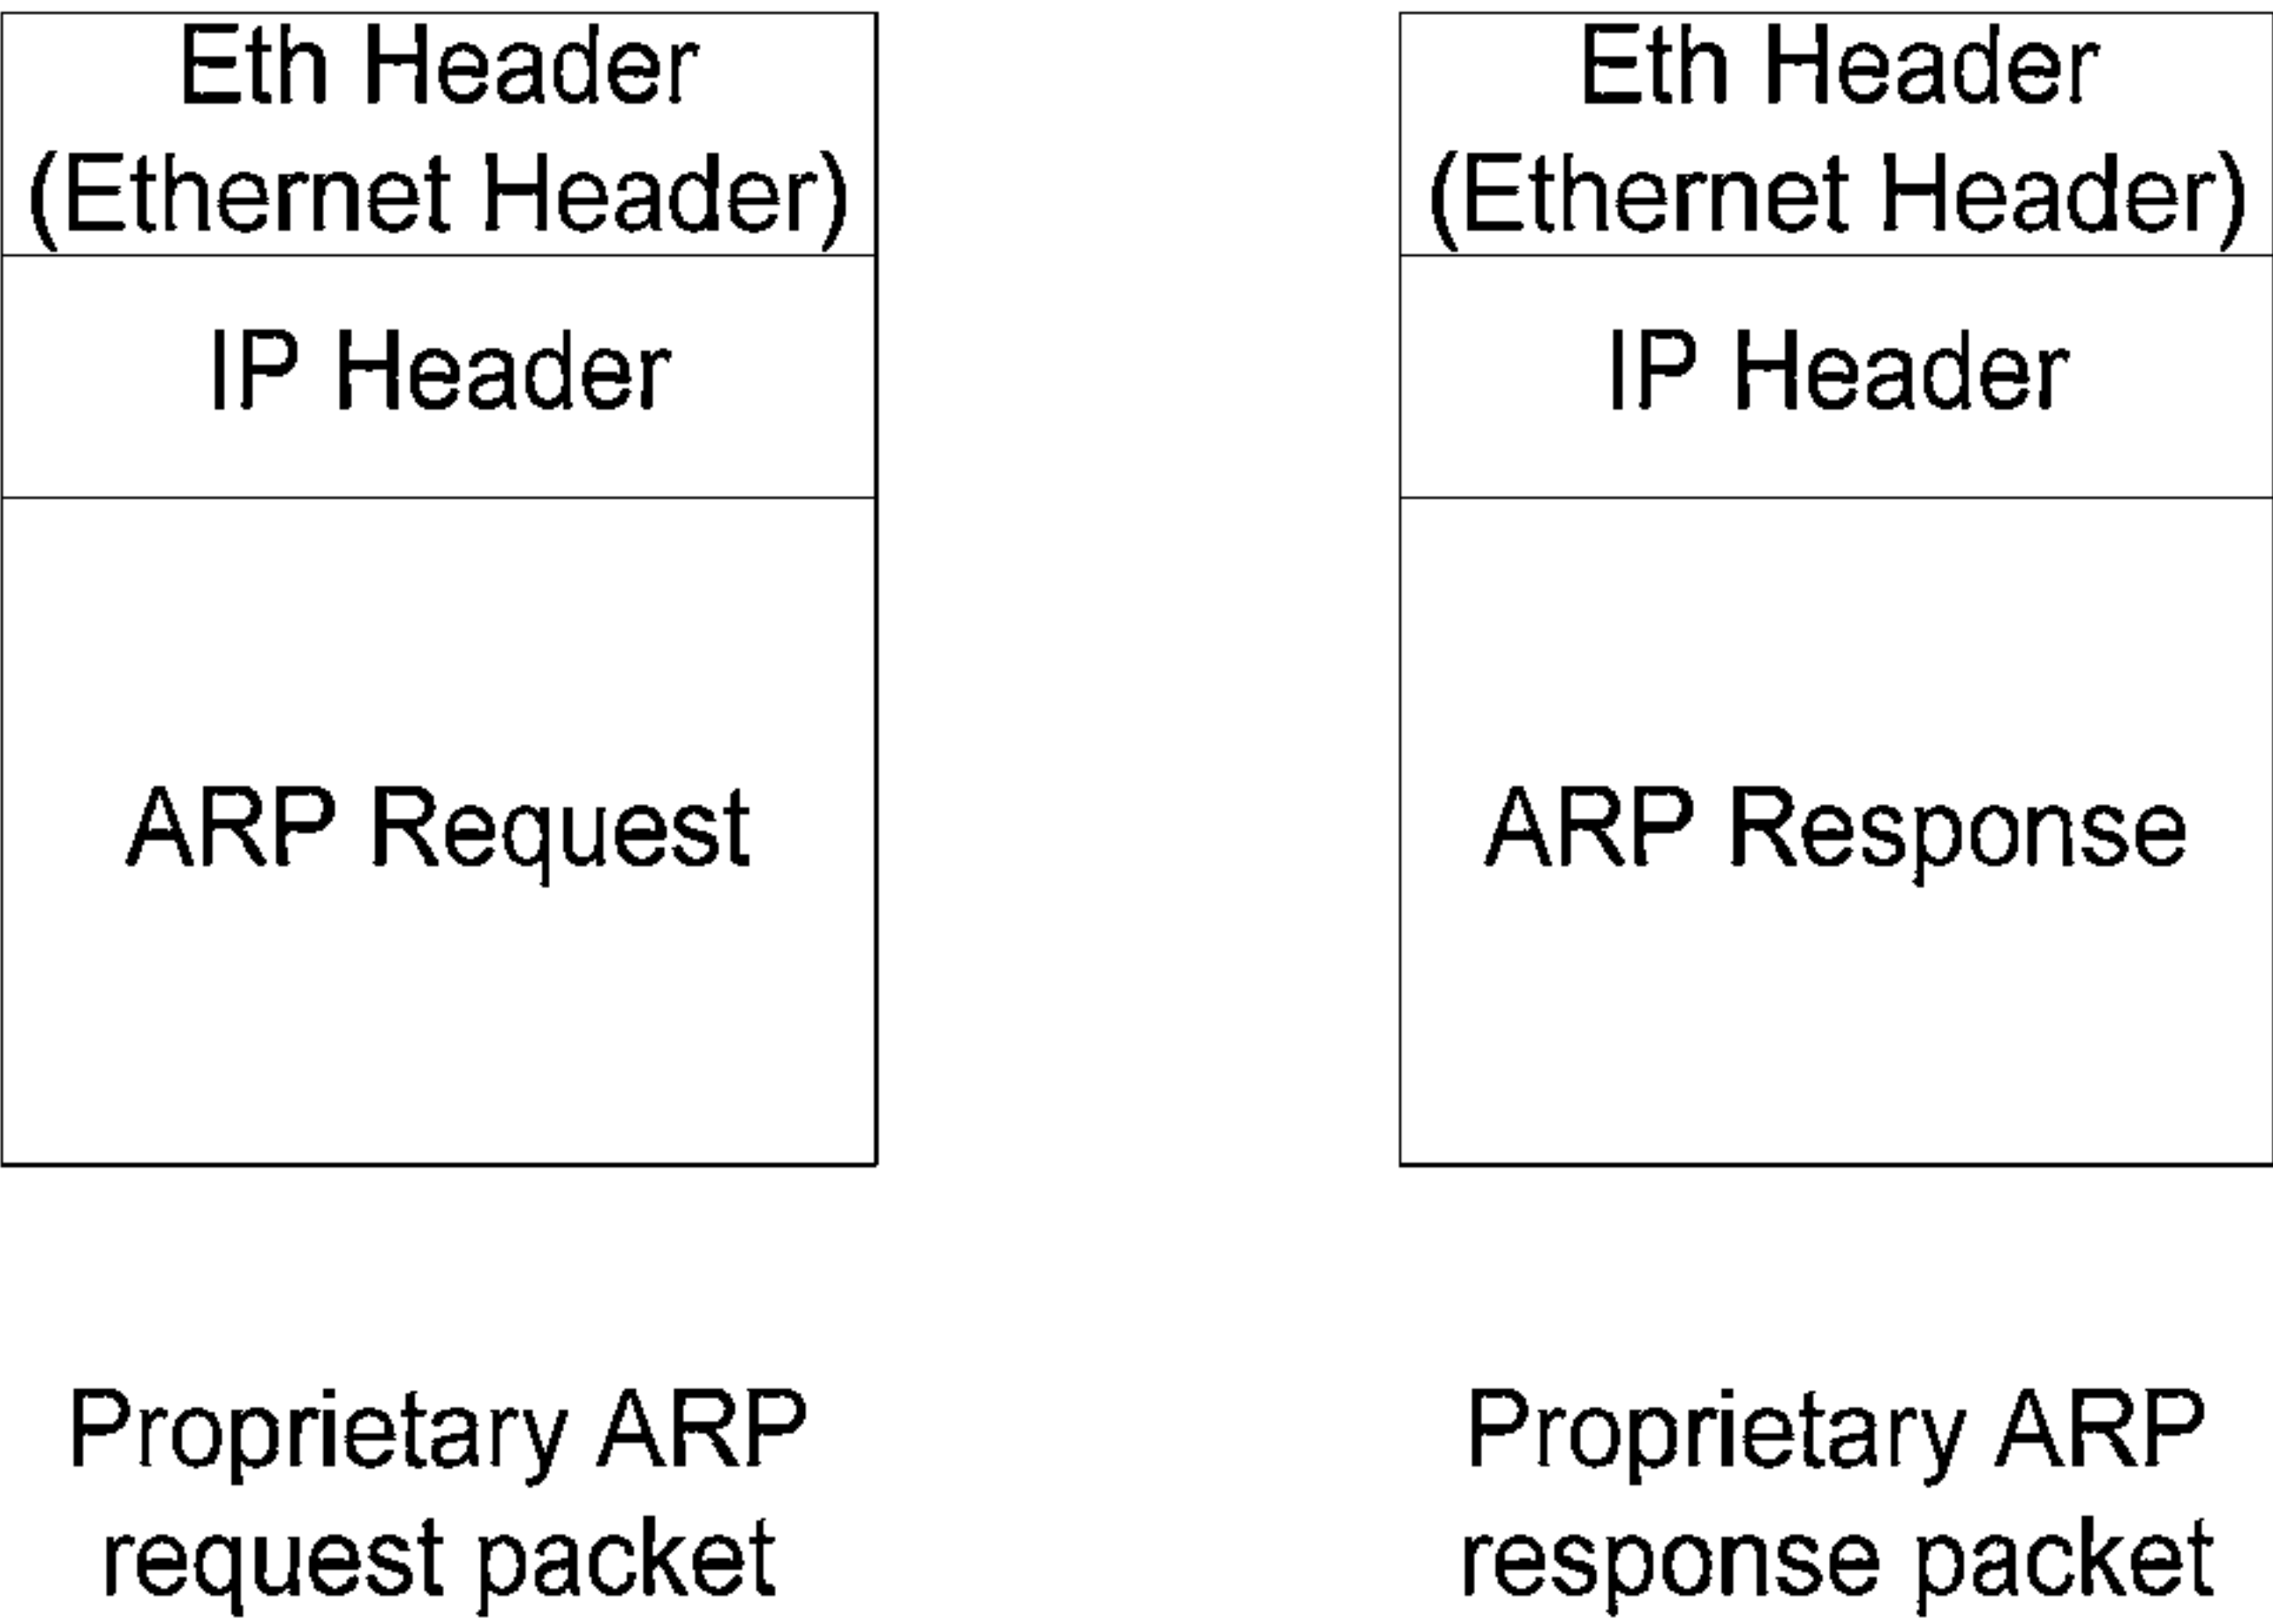 Eth Header
(Ethernet Header)
IP Header
ARP Request
Proprietary ARP
request packet
Eth Header
(Ethernet Header)
IP Header
ARP Response
Proprietary ARP
response packet